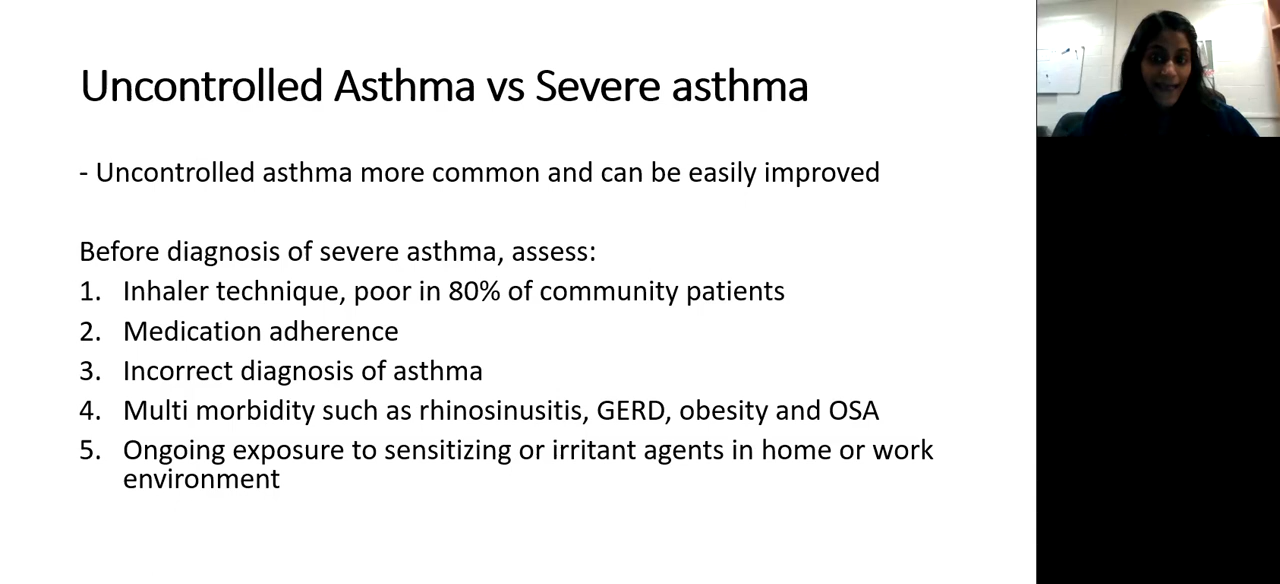 Uncontrolled Asthma vs Severe asthma
- Uncontrolled asthma more common and can be easily improved
Before diagnosis of severe asthma, assess:
1. Inhaler technique, poor in 80% of community patients
2. Medication adherence
3. Incorrect diagnosis of asthma
4. Multi morbidity such as rhinosinusitis, GERD, obesity and OSA
5. Ongoing exposure to sensitizing or irritant agents in home or work
environment